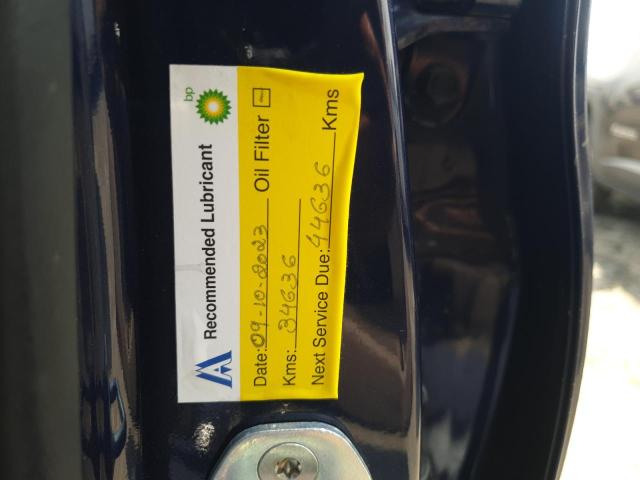 Recommended Lubricant bp
Date: 09-10-2023 Oil Filter
Kms: 34636
Next Service Due: 44636 Kms